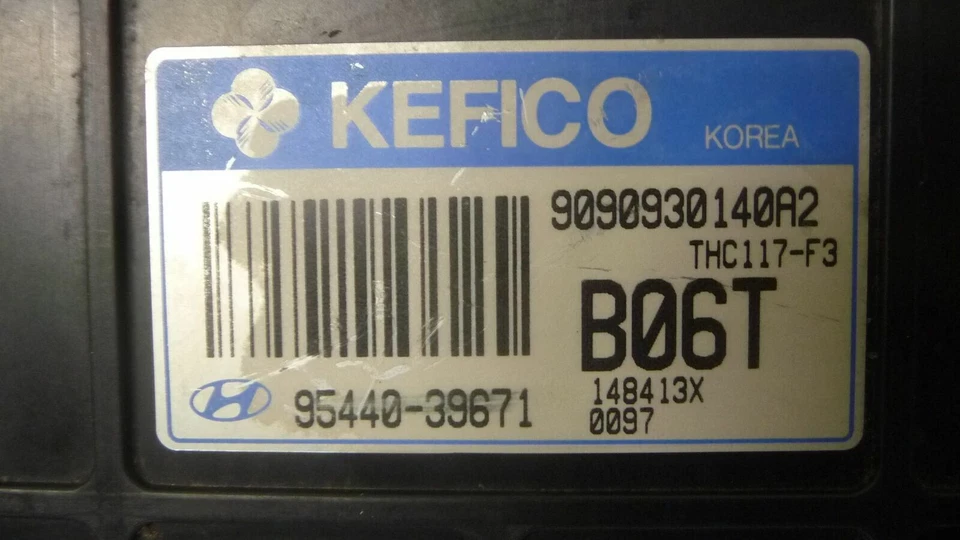 KEFICO
KOREA
9090930140A2
THC117-F3
B06T
148413X
0097
95440-39671